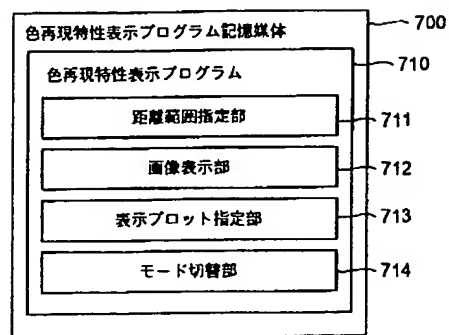 色再現特性表示プログラム記憶媒体
700
色再現特性表示プログラム
710
距離範囲指定部
711
画像表示部
712
表示プロット指定部
713
モード切替部
714